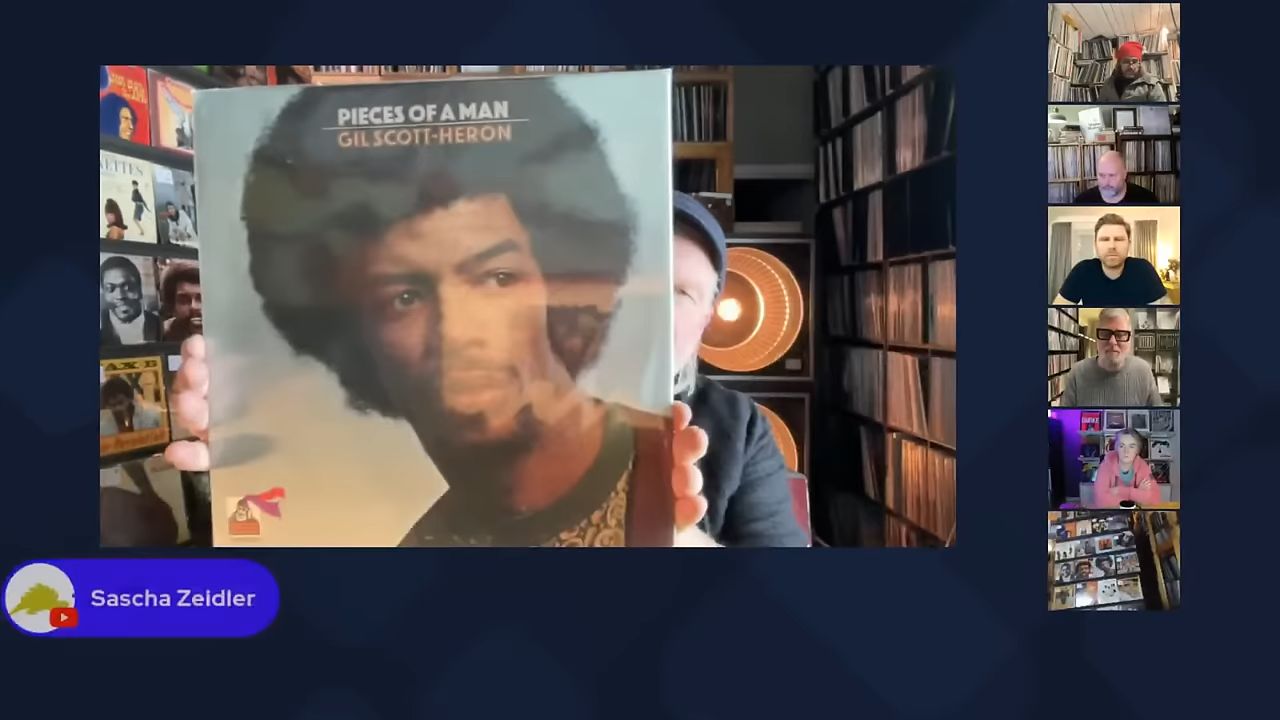 PIECES OF A MAN
GIL SCOTT-HERON
Sascha Zeidler